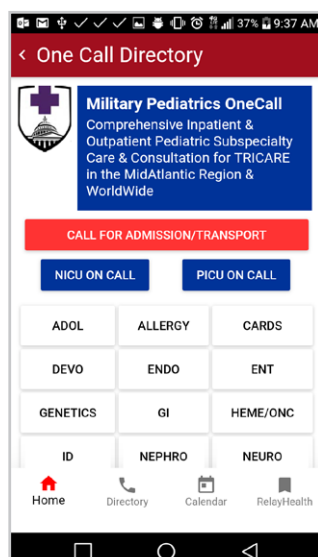 37% 9:37 AM
One Call Directory
Military Pediatrics OneCall
Comprehensive Inpatient &
Outpatient Pediatric Subspecialty
Care & Consultation for TRICARE
in the MidAtlantic Region &
WorldWide
CALL FOR ADMISSION/TRANSPORT
NICU ON CALL PICU ON CALL
ADOL ALLERGY CARDS
DEVO ENDO ENT
GENETICS GI HEME/ONC
ID NEPHRO NEURO
Home Directory Calendar RelayHealth